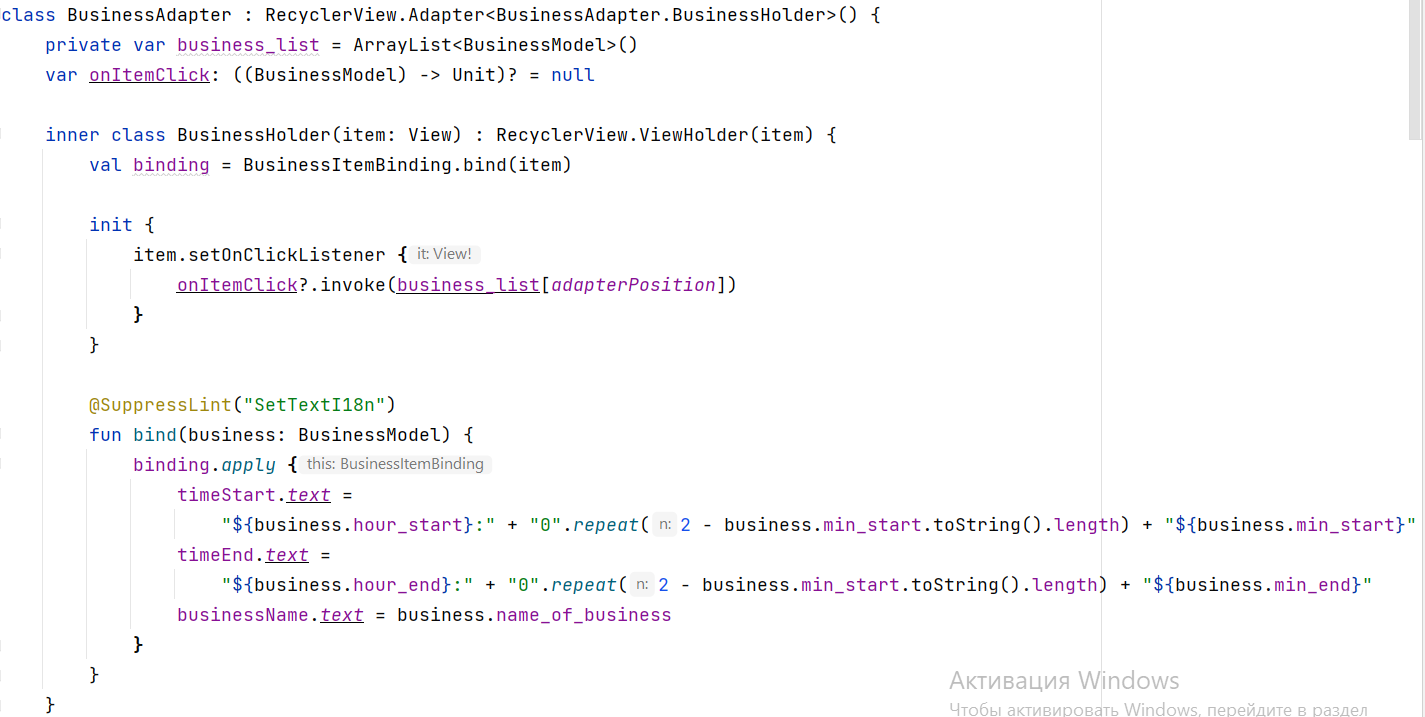 class BusinessAdapter : RecyclerView.Adapter<BusinessAdapter.BusinessHolder>() {
    private var business_list = ArrayList<BusinessModel>()
    var onItemClick: ((BusinessModel) -> Unit)? = null

    inner class BusinessHolder(item: View) : RecyclerView.ViewHolder(item) {
        val binding = BusinessItemBinding.bind(item)

        init {
            item.setOnClickListener { it: View!
                onItemClick?.invoke(business_list[adapterPosition])
            }
        }

        @SuppressLint("SetTextI18n")
        fun bind(business: BusinessModel) {
            binding.apply { this: BusinessItemBinding
                timeStart.text =
                    "${business.hour_start}:" + "0".repeat( n: 2 - business.min_start.toString().length) + "${business.min_start}"
                timeEnd.text =
                    "${business.hour_end}:" + "0".repeat( n: 2 - business.min_start.toString().length) + "${business.min_end}"
                businessName.text = business.name_of_business
            }
        }
    }
Активация Windows
Чтобы активировать Windows, перейдите в раздел